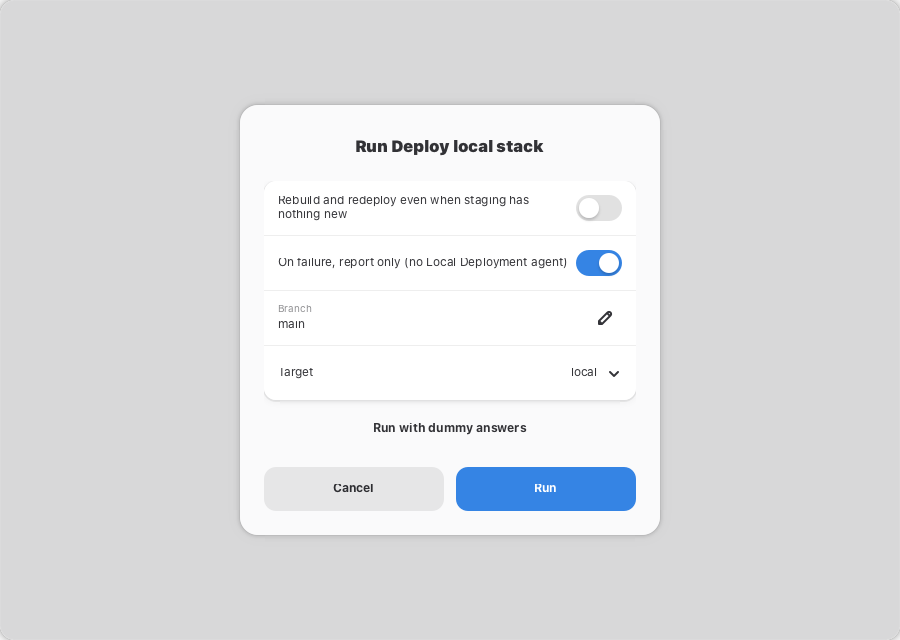 Run Deploy local stack
Rebuild and redeploy even when staging has
nothing new
On failure, report only (no Local Deployment agent)
Branch
main
Target
local
Run with dummy answers
Cancel
Run